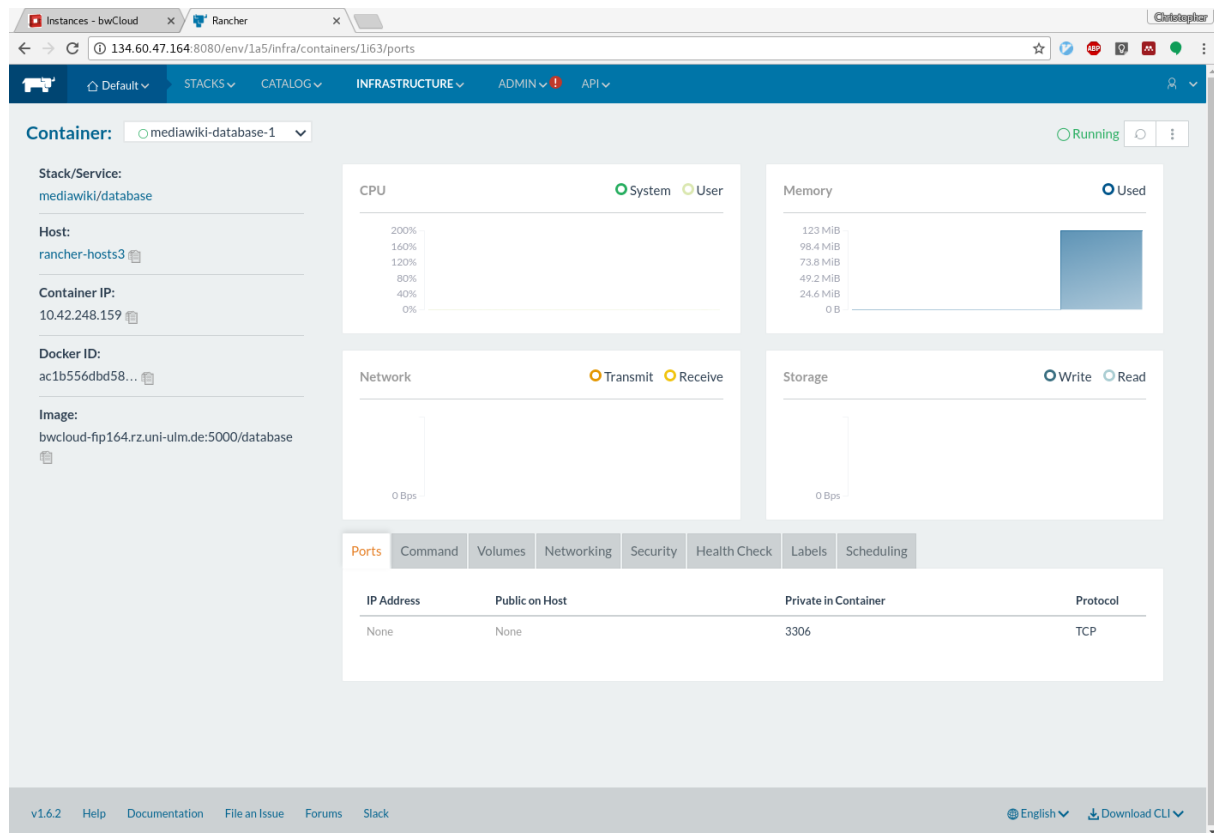 Instances - bwCloud
Rancher
Christopher
134.60.47.164:8080/env/1a5/infra/containers/1i63/ports
ABP
Default
STACKS
CATALOG
INFRASTRUCTURE
ADMIN
API
Container:
mediawiki-database-1
Running
Stack/Service:
mediawiki/database
Host:
rancher-hosts3
Container IP:
10.42.248.159
Docker ID:
ac1b556dbd58...
Image:
bwcloud-fip164.rz.uni-ulm.de:5000/database
CPU
System User
200%
160%
120%
80%
40%
0%
Memory
Used
123 MiB
98.4 MiB
73.8 MiB
49.2 MiB
24.6 MiB
0 B
Network
Transmit Receive
0 Bps
Storage
Write Read
0 Bps
Ports Command Volumes Networking Security Health Check Labels Scheduling
IP Address Public on Host Private in Container Protocol
None None 3306 TCP
v1.6.2 Help Documentation File an Issue Forums Slack
English Download CLI